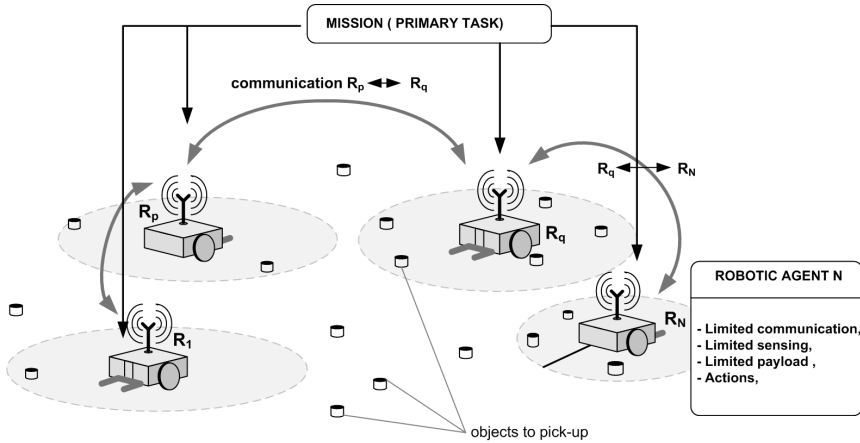 MISSION ( PRIMARY TASK)
communication Rp Rq
Rq RN
Rp
Rq
ROBOTIC AGENT N
RN
R1
- Limited communication,
- Limited sensing,
- Limited payload ,
- Actions,
objects to pick-up